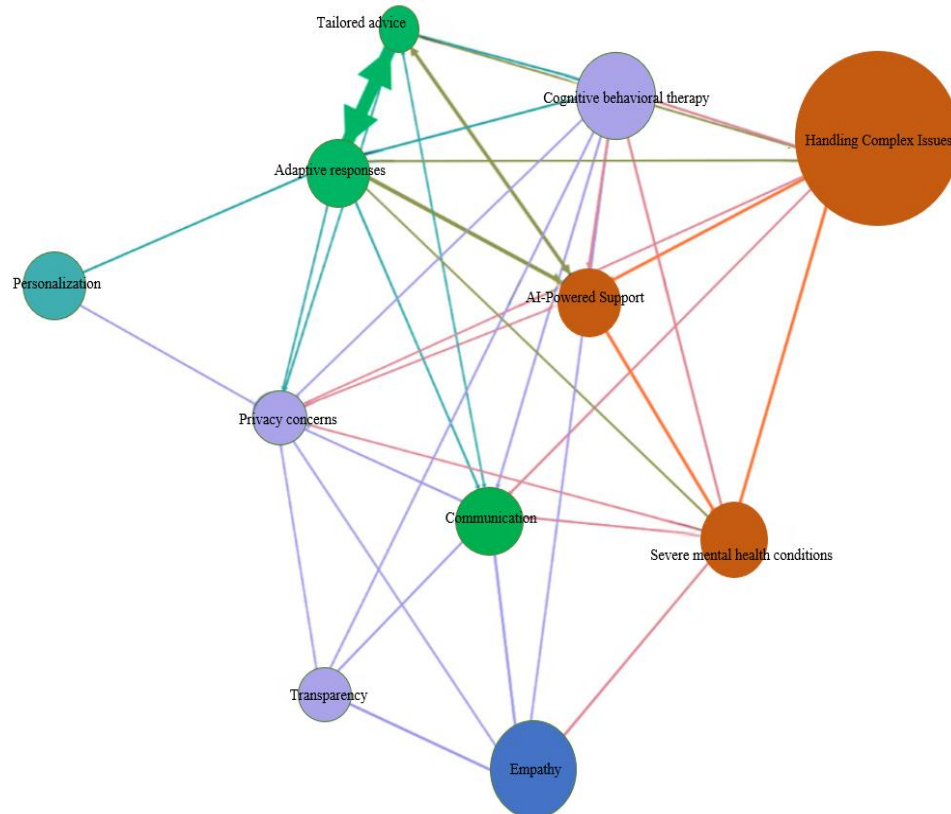 Tailored advice
Cognitive behavioral therapy
Handling Complex Issues
Adaptive responses
Personalization
AI-Powered Support
Privacy concerns
Communication
Severe mental health conditions
Transparency
Empathy